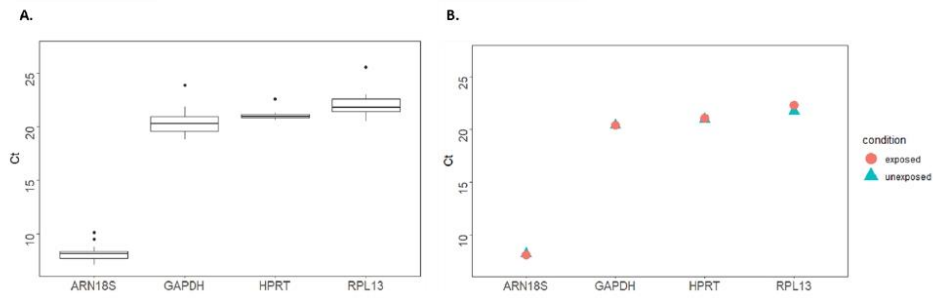 A.
B.
25
20
15
10
Ct
ARN18S GAPDH HPRT RPL13
25
20
15
10
Ct
ARN18S GAPDH HPRT RPL13
condition
exposed
unexposed